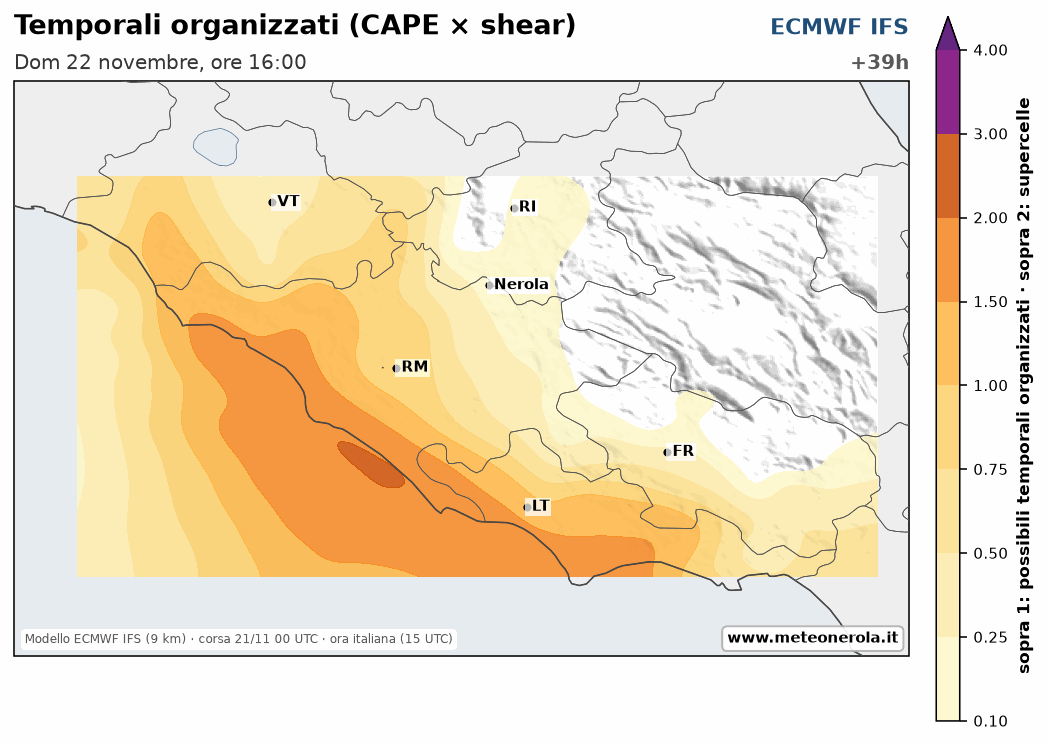 Temporali organizzati (CAPE × shear)
ECMWF IFS
Dom 22 novembre, ore 16:00
+39h
VT
RI
Nerola
RM
FR
LT
Modello ECMWF IFS (9 km) · corsa 21/11 00 UTC · ora italiana (15 UTC)
www.meteonerola.it
4.00
3.00
2.00
1.50
1.00
0.75
0.50
0.25
0.10
sopra 1: possibili temporali organizzati · sopra 2: supercelle